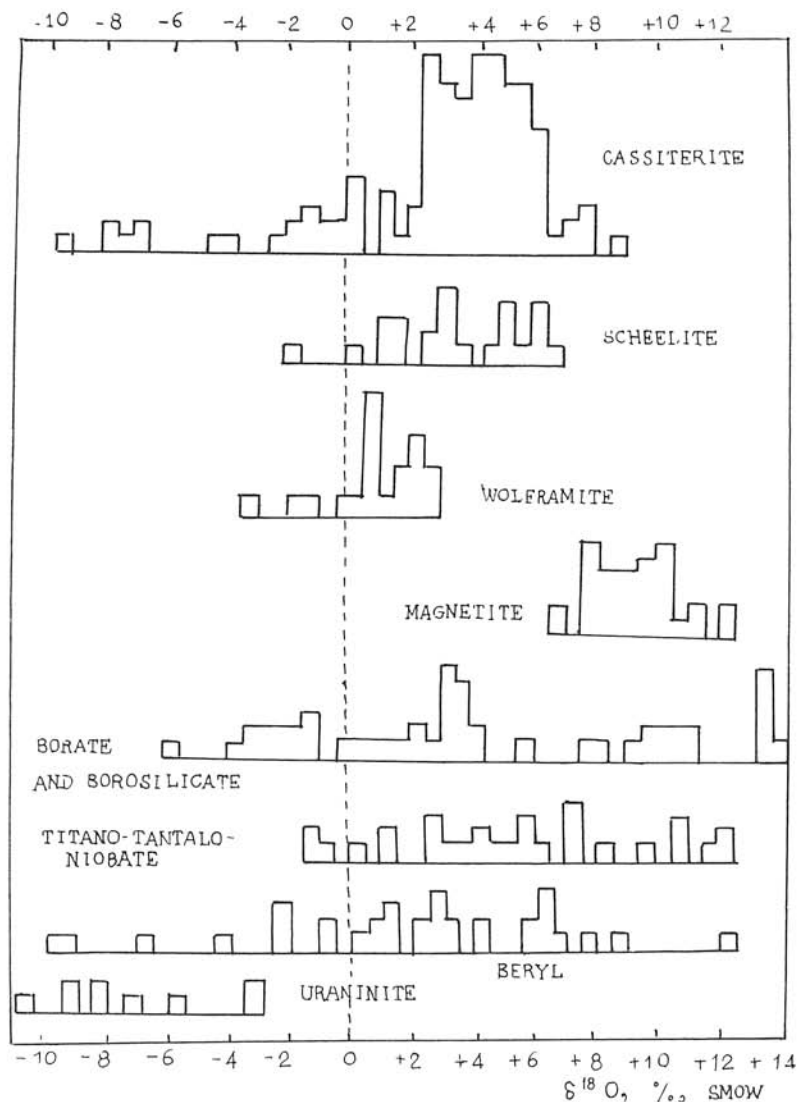 -10 -8 -6 -4 -2 0 +2 +4 +6 +8 +10 +12
CASSITERITE
SCHEELITE
WOLFRAMITE
MAGNETITE
BORATE
AND BOROSILICATE
TITANO-TANTALO-
NIOBATE
BERYL
URANINITE
-10 -8 -6 -4 -2 0 +2 +4 +6 +8 +10 +12 +14
δ¹⁸O, ‰ SMOW